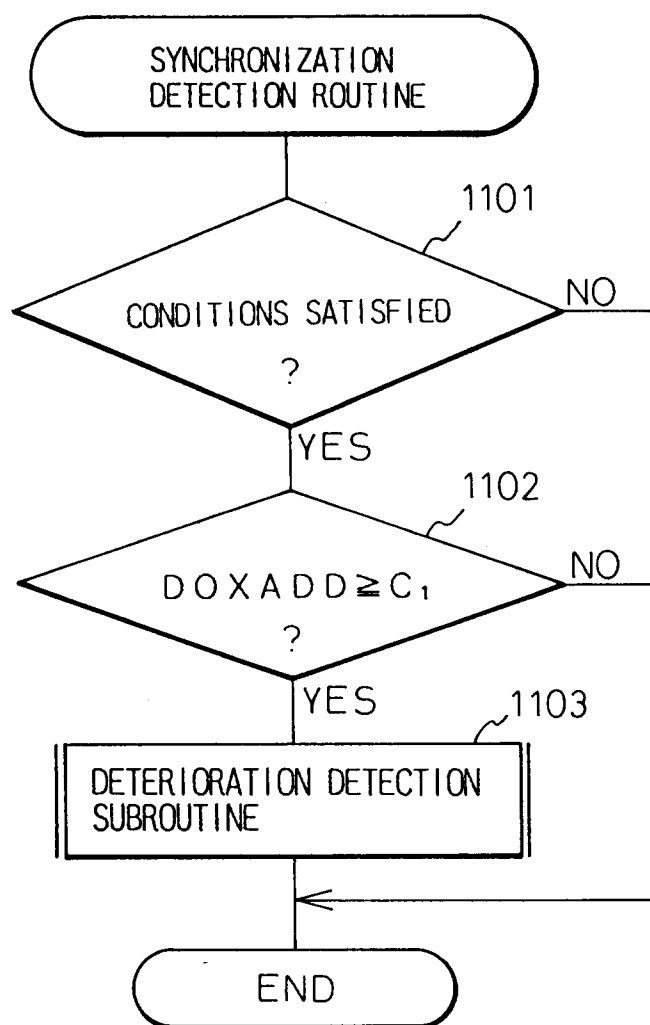 SYNCHRONIZATION
DETECTION ROUTINE
1101
CONDITIONS SATISFIED
?
NO
YES
1102
DOXADD≧C₁
?
NO
YES
1103
DETERIORATION DETECTION
SUBROUTINE
END